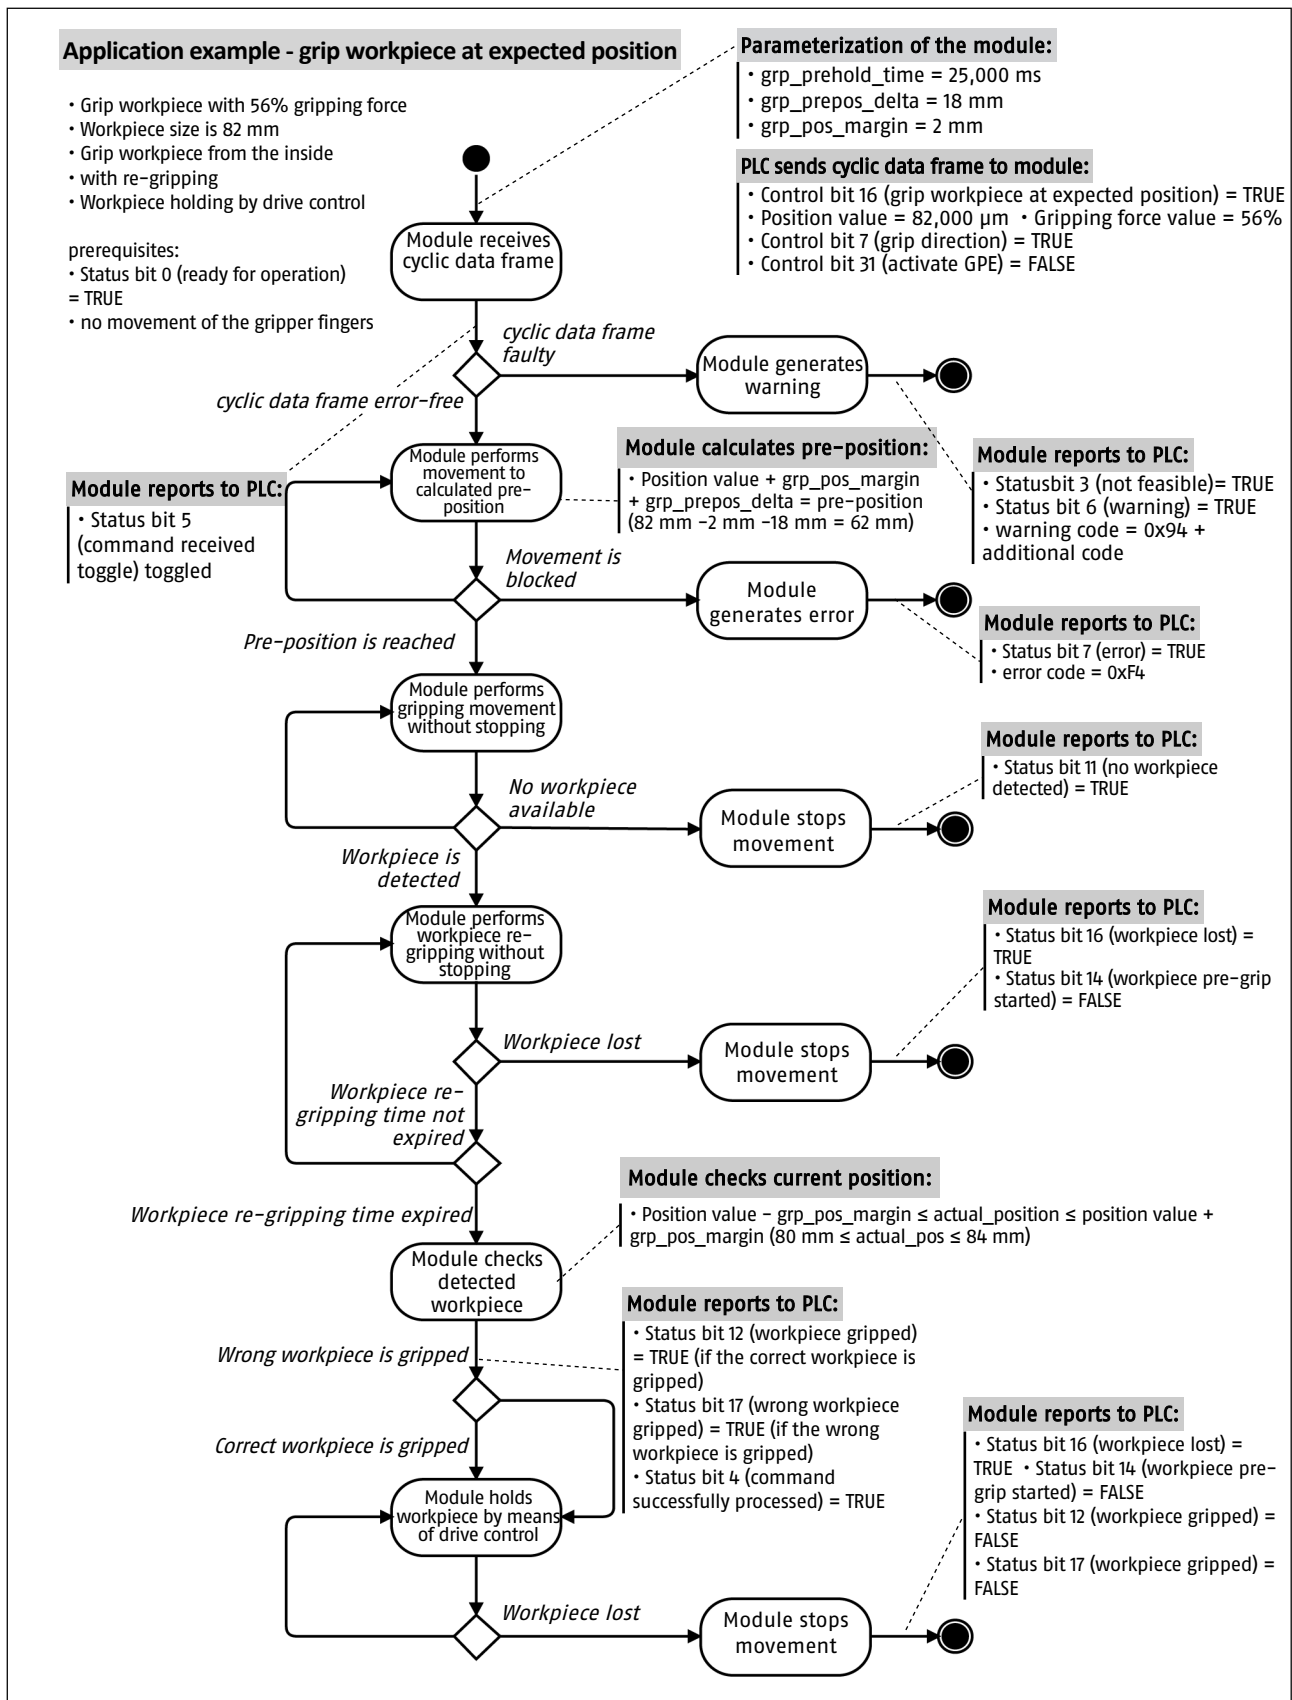 Application example - grip workpiece at expected position
• Grip workpiece with 56% gripping force
• Workpiece size is 82 mm
• Grip workpiece from the inside
• with re-gripping
• Workpiece holding by drive control
prerequisites:
• Status bit 0 (ready for operation)
= TRUE
• no movement of the gripper fingers
Parameterization of the module:
• grp_prehold_time = 25,000 ms
• grp_prepos_delta = 18 mm
• grp_pos_margin = 2 mm
PLC sends cyclic data frame to module:
• Control bit 16 (grip workpiece at expected position) = TRUE
• Position value = 82,000 µm • Gripping force value = 56%
• Control bit 7 (grip direction) = TRUE
• Control bit 31 (activate GPE) = FALSE
Module receives
cyclic data frame
cyclic data frame
faulty
Module generates
warning
cyclic data frame error-free
Module reports to PLC:
• Statusbit 3 (not feasible)= TRUE
• Status bit 6 (warning) = TRUE
• warning code = 0x94 +
additional code
Module reports to PLC:
• Status bit 5
(command received
toggle) toggled
Module performs
movement to
calculated pre-
position
Module calculates pre-position:
• Position value + grp_pos_margin
+ grp_prepos_delta = pre-position
(82 mm −2 mm −18 mm = 62 mm)
Movement is
blocked
Module
generates error
Module reports to PLC:
• Status bit 7 (error) = TRUE
• error code = 0xF4
Pre-position is reached
Module performs
gripping movement
without stopping
No workpiece
available
Module stops
movement
Module reports to PLC:
• Status bit 11 (no workpiece
detected) = TRUE
Workpiece is
detected
Module performs
workpiece re-
gripping without
stopping
Module reports to PLC:
• Status bit 16 (workpiece lost) =
TRUE
• Status bit 14 (workpiece pre-grip
started) = FALSE
Workpiece lost
Module stops
movement
Workpiece re-
gripping time not
expired
Workpiece re-gripping time expired
Module checks current position:
• Position value − grp_pos_margin ≤ actual_position ≤ position value +
grp_pos_margin (80 mm ≤ actual_pos ≤ 84 mm)
Module checks
detected
workpiece
Wrong workpiece is gripped
Module reports to PLC:
• Status bit 12 (workpiece gripped)
= TRUE (if the correct workpiece is
gripped)
• Status bit 17 (wrong workpiece
gripped) = TRUE (if the wrong
workpiece is gripped)
• Status bit 4 (command
successfully processed) = TRUE
Correct workpiece is gripped
Module holds
workpiece by means
of drive control
Module reports to PLC:
• Status bit 16 (workpiece lost) =
TRUE • Status bit 14 (workpiece pre-
grip started) = FALSE
• Status bit 12 (workpiece gripped) =
FALSE
• Status bit 17 (workpiece gripped) =
FALSE
Workpiece lost
Module stops
movement